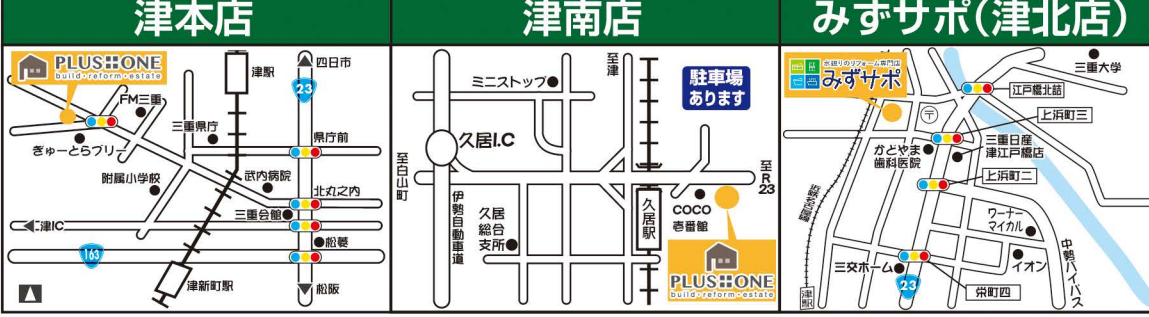 津本店
PLUS ONE
build・reform・estate
津駅
四日市
23
FM三重
三重県庁
県庁前
ぎゅーとらブリー
附属小学校
武内病院
北丸之内
三重会館
津IC
松菱
163
津新町駅
松阪
津南店
至津
ミニストップ
駐車場
あります
久居I.C
至白山町
至R23
伊勢自動車道
久居
総合
支所
久居駅
COCO
壱番館
PLUS ONE
build・reform・estate
みずサポ(津北店)
水廻りのリフォーム専門店
みずサポ
三重大学
江戸橋北詰
〒
上浜町三
かどやま
歯科医院
三重日産
津江戸橋店
上浜町二
ワーナー
マイカル
中勢バイパス
三交ホーム
イオン
23
栄町四
津駅